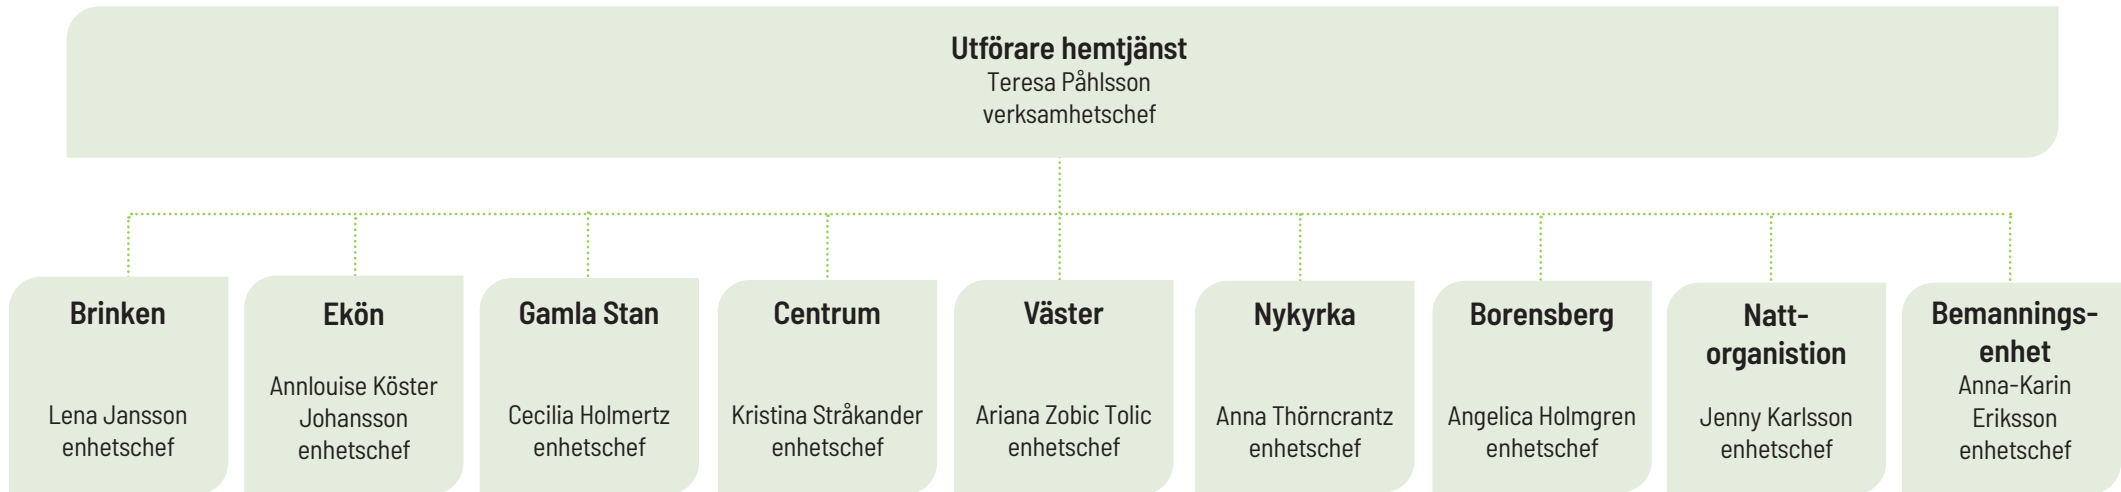 Utförare hemtjänst
Teresa Påhlsson
verksamhetschef
Brinken
Lena Jansson
enhetschef
Ekön
Annlouise Köster
Johansson
enhetschef
Gamla Stan
Cecilia Holmertz
enhetschef
Centrum
Kristina Stråkander
enhetschef
Väster
Ariana Zobic Tolic
enhetschef
Nykyrka
Anna Thörncrantz
enhetschef
Borensberg
Angelica Holmgren
enhetschef
Natt-
organistion
Jenny Karlsson
enhetschef
Bemannings-
enhet
Anna-Karin
Eriksson
enhetschef